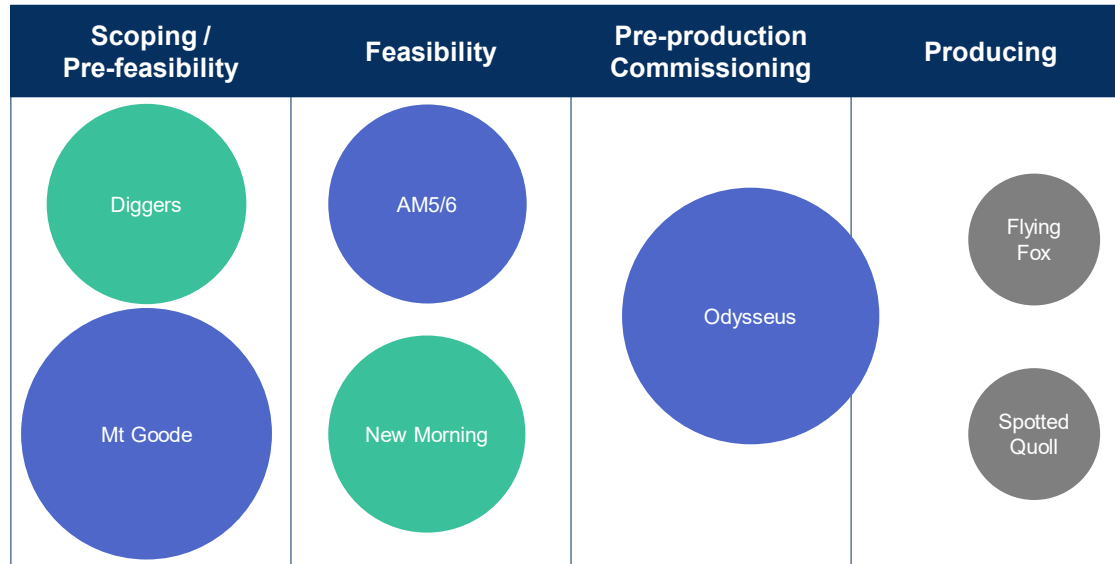 Scoping /
Pre-feasibility
Feasibility
Pre-production
Commissioning
Producing
Diggers
AM5/6
Flying
Fox
Odysseus
Mt Goode
New Morning
Spotted
Quoll